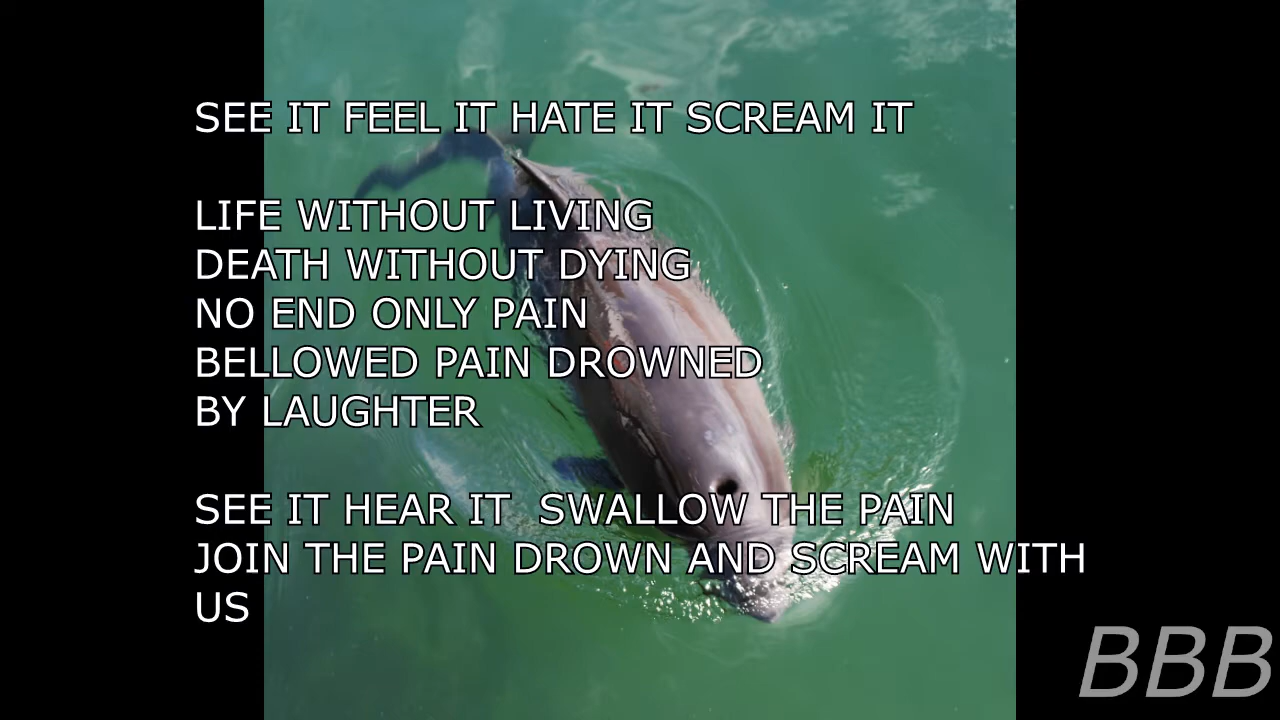 SEE IT FEEL IT HATE IT SCREAM IT
LIFE WITHOUT LIVING
DEATH WITHOUT DYING
NO END ONLY PAIN
BELLOWED PAIN DROWNED
BY LAUGHTER
SEE IT HEAR IT  SWALLOW THE PAIN
JOIN THE PAIN DROWN AND SCREAM WITH
US
BBB